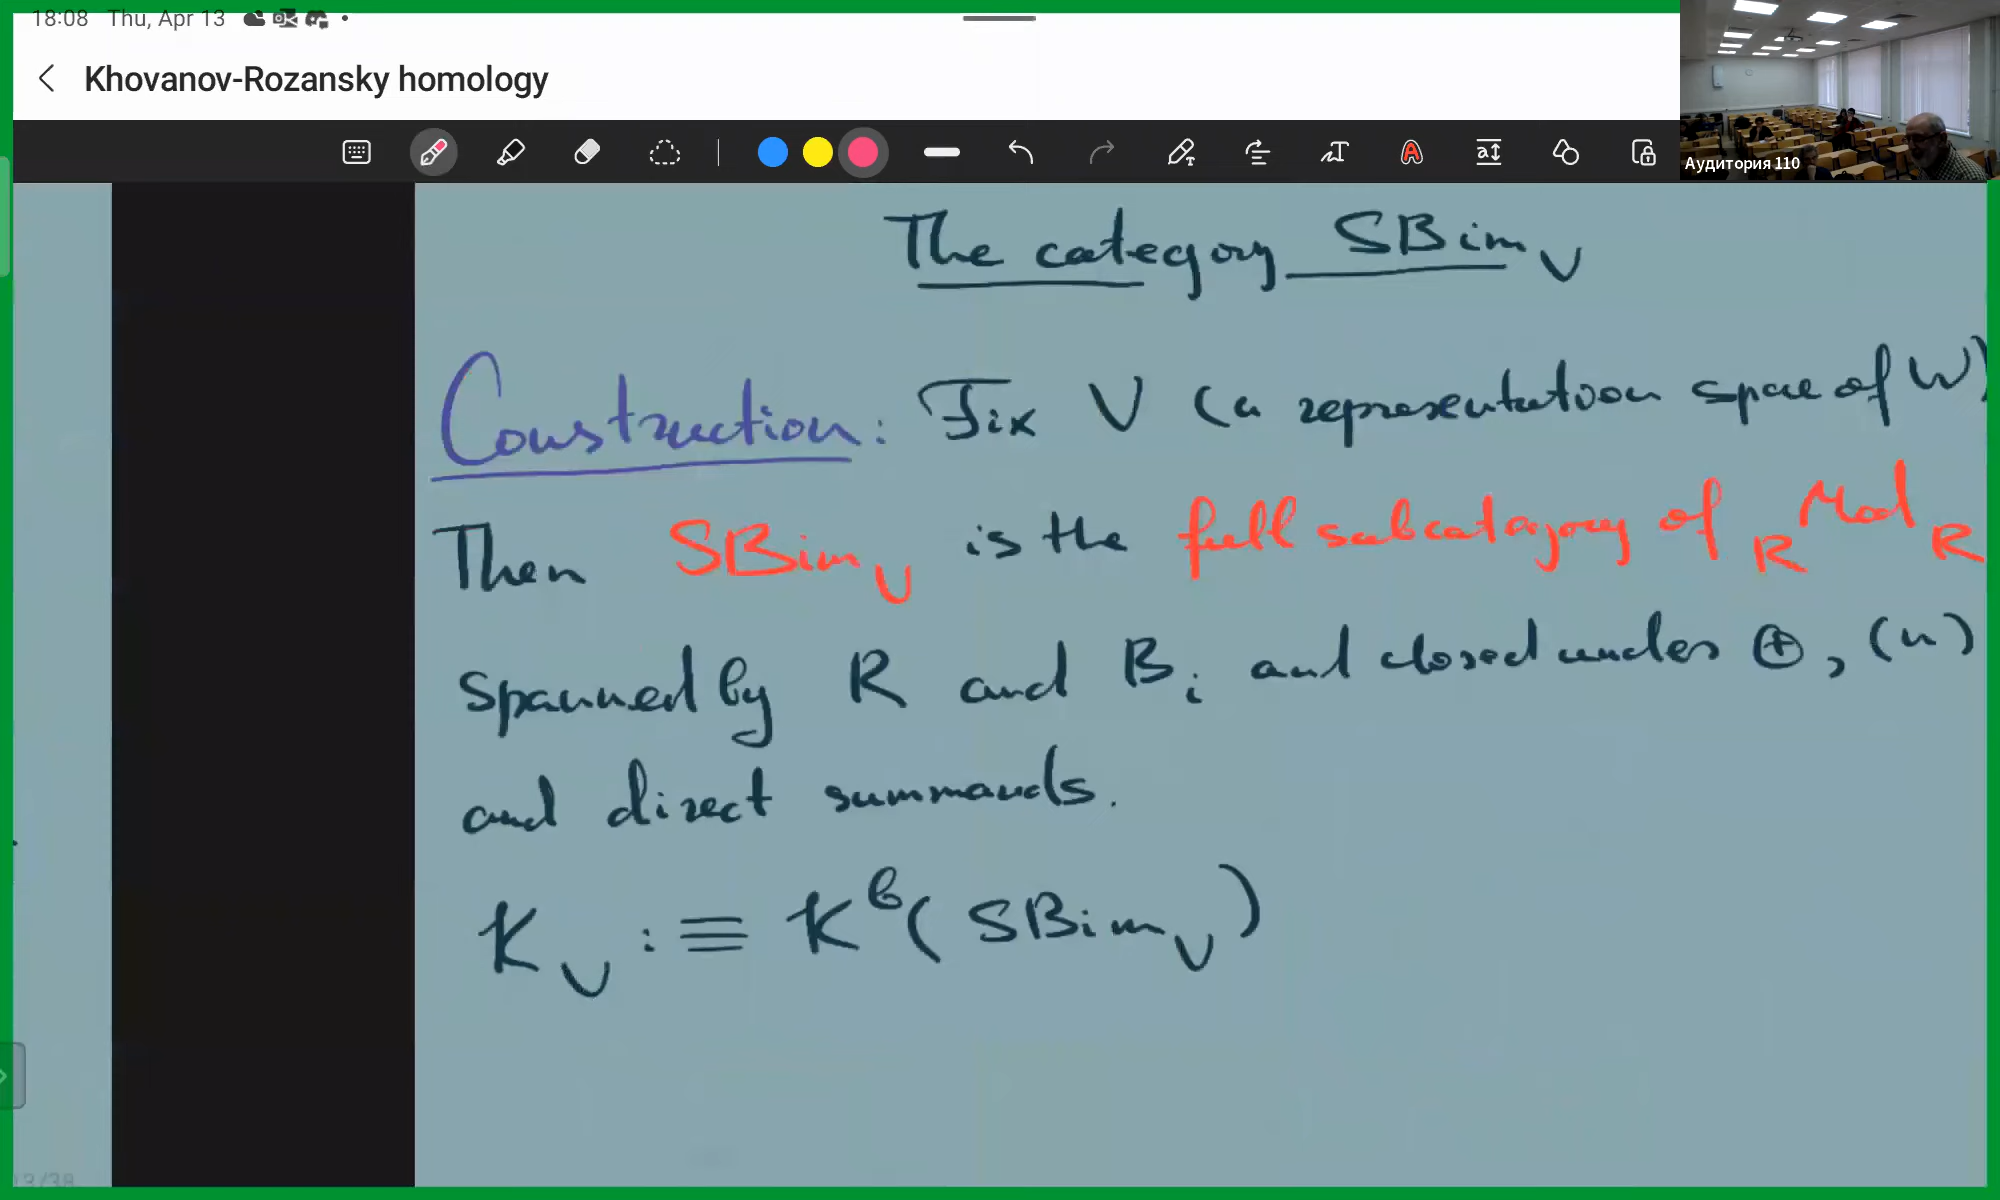 18:08 Thu, Apr 13
Khovanov-Rozansky homology
Аудитория 110
The category SBim_V
Construction: Fix V (a representation space of W)
Then SBim_V is the full subcategory of _R Mod_R
spanned by R and B_i and closed under ⊕, (n)
and direct summands.
K_V :≡ K^b(SBim_V)
13/38